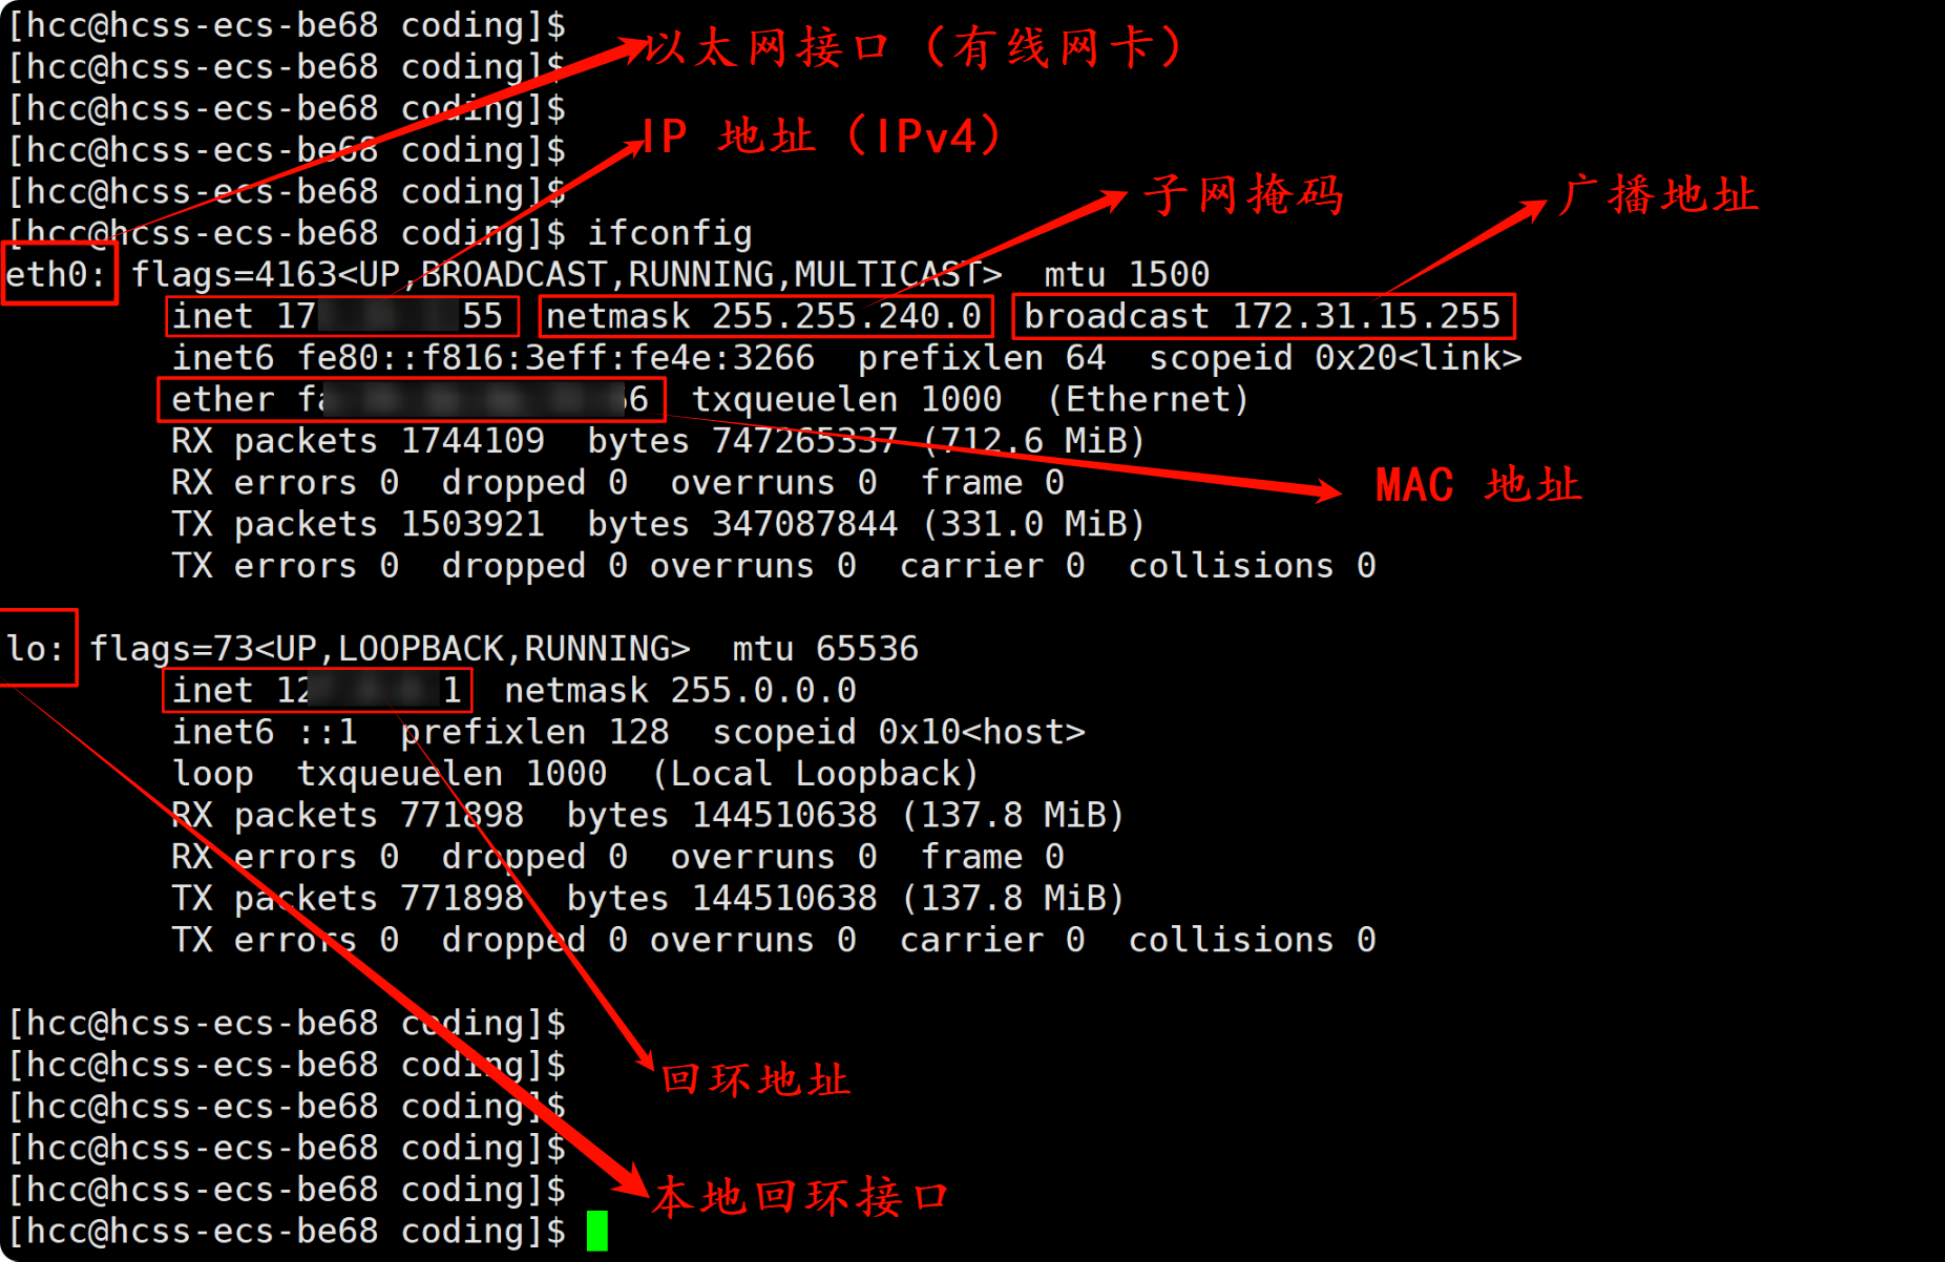 [hcc@hcss-ecs-be68 coding]$
以太网接口（有线网卡）
[hcc@hcss-ecs-be68 coding]$
[hcc@hcss-ecs-be68 coding]$
IP 地址（IPv4）
[hcc@hcss-ecs-be68 coding]$
[hcc@hcss-ecs-be68 coding]$
子网掩码
广播地址
[hcc@hcss-ecs-be68 coding]$ ifconfig
eth0: flags=4163<UP,BROADCAST,RUNNING,MULTICAST>  mtu 1500
inet 17 55  netmask 255.255.240.0  broadcast 172.31.15.255
inet6 fe80::f816:3eff:fe4e:3266  prefixlen 64  scopeid 0x20<link>
ether fa 6  txqueuelen 1000  (Ethernet)
RX packets 1744109  bytes 747265337 (712.6 MiB)
RX errors 0  dropped 0  overruns 0  frame 0
MAC 地址
TX packets 1503921  bytes 347087844 (331.0 MiB)
TX errors 0  dropped 0 overruns 0  carrier 0  collisions 0
lo: flags=73<UP,LOOPBACK,RUNNING>  mtu 65536
inet 12 1  netmask 255.0.0.0
inet6 ::1  prefixlen 128  scopeid 0x10<host>
loop  txqueuelen 1000  (Local Loopback)
RX packets 771898  bytes 144510638 (137.8 MiB)
RX errors 0  dropped 0  overruns 0  frame 0
TX packets 771898  bytes 144510638 (137.8 MiB)
TX errors 0  dropped 0 overruns 0  carrier 0  collisions 0
[hcc@hcss-ecs-be68 coding]$
[hcc@hcss-ecs-be68 coding]$
回环地址
[hcc@hcss-ecs-be68 coding]$
[hcc@hcss-ecs-be68 coding]$
[hcc@hcss-ecs-be68 coding]$
本地回环接口
[hcc@hcss-ecs-be68 coding]$